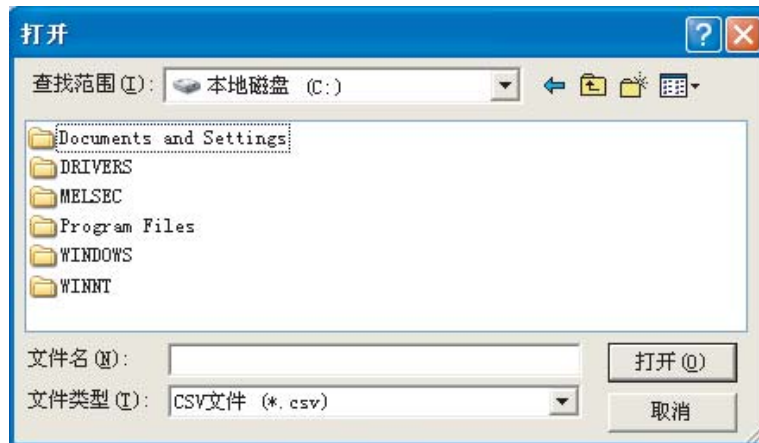 打开
查找范围(I): 本地磁盘 (C:)
Documents and Settings
DRIVERS
MELSEC
Program Files
WINDOWS
WINNT
文件名(N): 打开(O)
文件类型(T): CSV文件 (*.csv) 取消